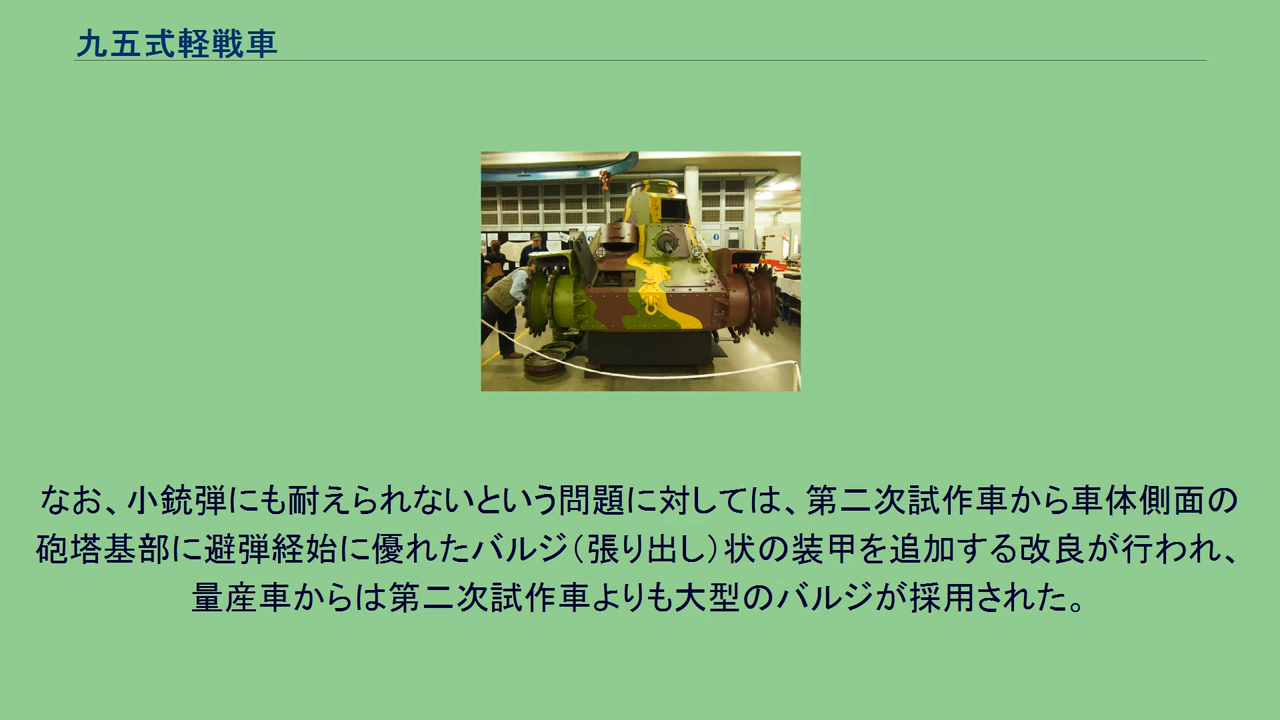 九五式軽戦車
なお、小銃弾にも耐えられないという問題に対しては、第二次試作車から車体側面の
砲塔基部に避弾経始に優れたバルジ（張り出し）状の装甲を追加する改良が行われ、
量産車からは第二次試作車よりも大型のバルジが採用された。